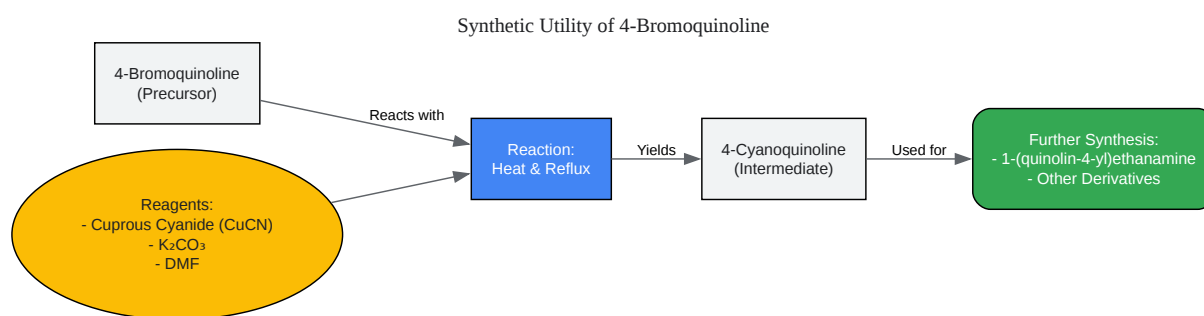 Synthetic Utility of 4-Bromoquinoline
4-Bromoquinoline
(Precursor)
Reacts with
Reagents:
- Cuprous Cyanide (CuCN)
- K₂CO₃
- DMF
Reaction:
Heat & Reflux
Yields
4-Cyanoquinoline
(Intermediate)
Used for
Further Synthesis:
- 1-(quinolin-4-yl)ethanamine
- Other Derivatives